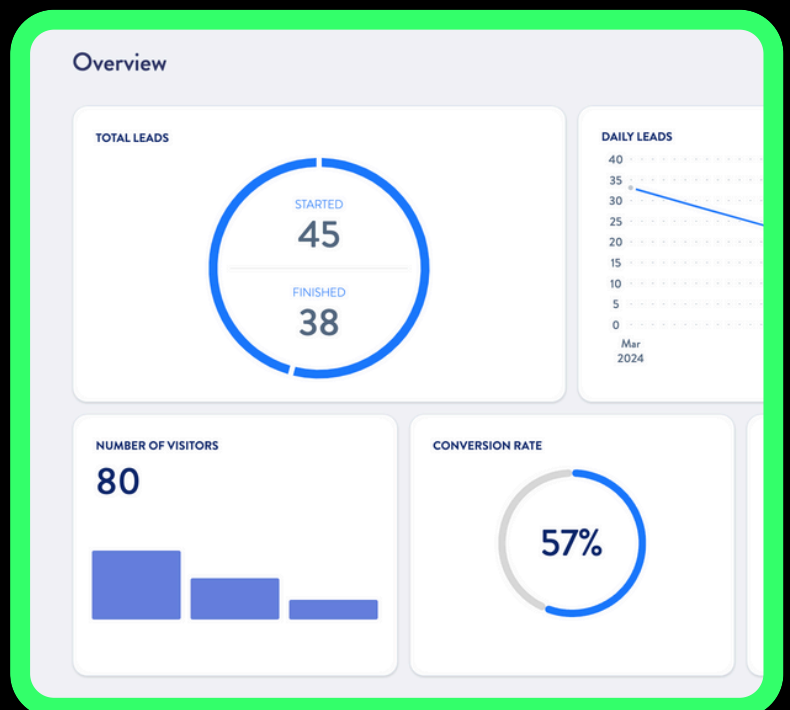 Overview
TOTAL LEADS
STARTED
45
FINISHED
38
DAILY LEADS
40
35
30
25
20
15
10
5
0
Mar
2024
NUMBER OF VISITORS
80
CONVERSION RATE
57%